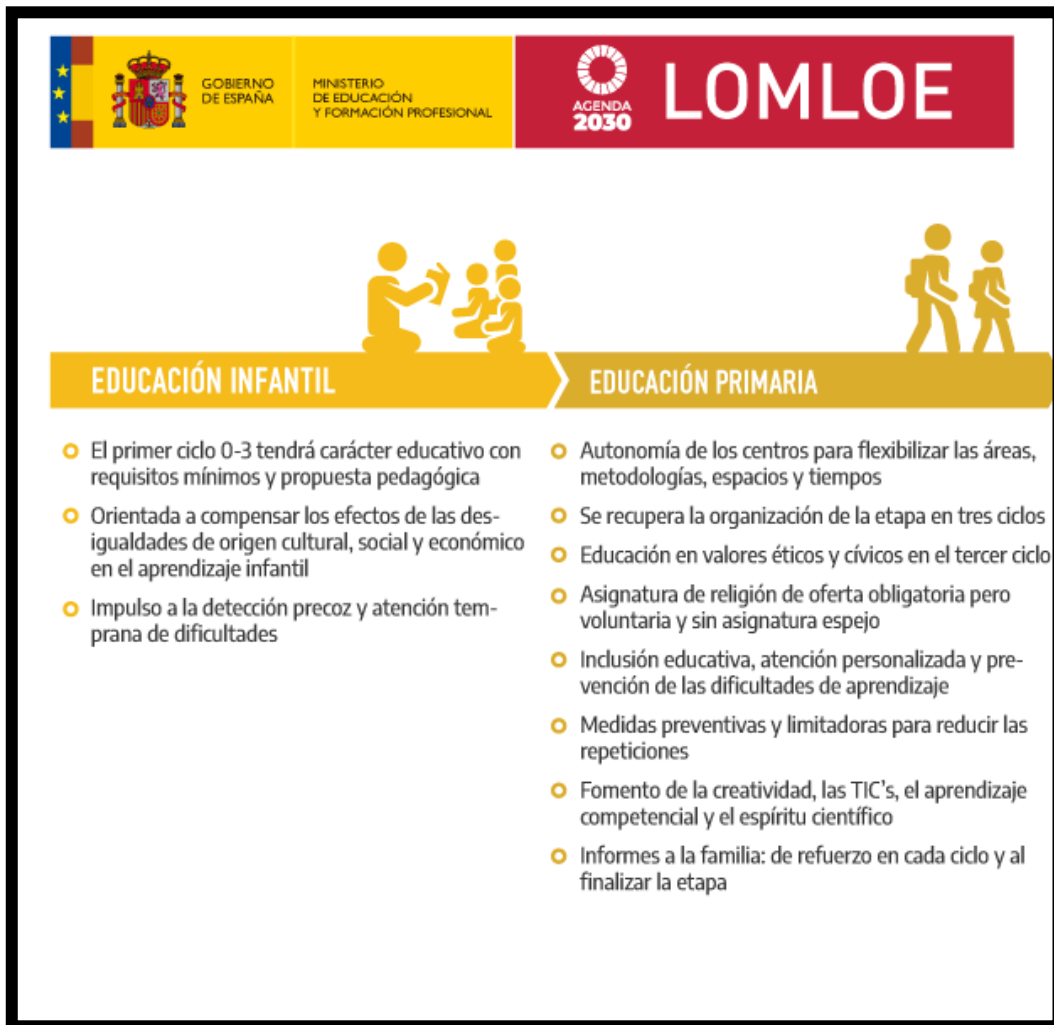 GOBIERNO
DE ESPAÑA
MINISTERIO
DE EDUCACIÓN
Y FORMACIÓN PROFESIONAL
AGENDA
2030
LOMLOE
EDUCACIÓN INFANTIL
El primer ciclo 0-3 tendrá carácter educativo con
requisitos mínimos y propuesta pedagógica
Orientada a compensar los efectos de las des-
igualdades de origen cultural, social y económico
en el aprendizaje infantil
Impulso a la detección precoz y atención tem-
prana de dificultades
EDUCACIÓN PRIMARIA
Autonomía de los centros para flexibilizar las áreas,
metodologías, espacios y tiempos
Se recupera la organización de la etapa en tres ciclos
Educación en valores éticos y cívicos en el tercer ciclo
Asignatura de religión de oferta obligatoria pero
voluntaria y sin asignatura espejo
Inclusión educativa, atención personalizada y pre-
vención de las dificultades de aprendizaje
Medidas preventivas y limitadoras para reducir las
repeticiones
Fomento de la creatividad, las TIC's, el aprendizaje
competencial y el espíritu científico
Informes a la familia: de refuerzo en cada ciclo y al
finalizar la etapa